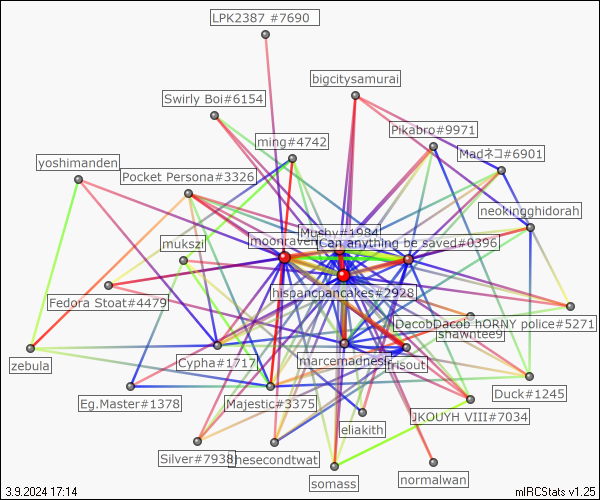 LPK2387 #7690
bigcitysamurai
Swirly Boi#6154
Pikabro#9971
ming#4742
Madネコ#6901
yoshimanden
Pocket Persona#3326
neokingghidorah
Mushy#1984
mukszi
moonraven
Can anything be saved#0396
hispancpancakes#2928
Fedora Stoat#4479
DacobDacob hORNY police#5271
shawntee9
zebula
Cypha#1717
marcemadness
frisout
Duck#1245
Eg.Master#1378
Majestic#3375
JKOUYH VIII#7034
eliakith
Silver#7938
thesecondtwat
somass
normalwan
3.9.2024 17:14
mIRCStats v1.25